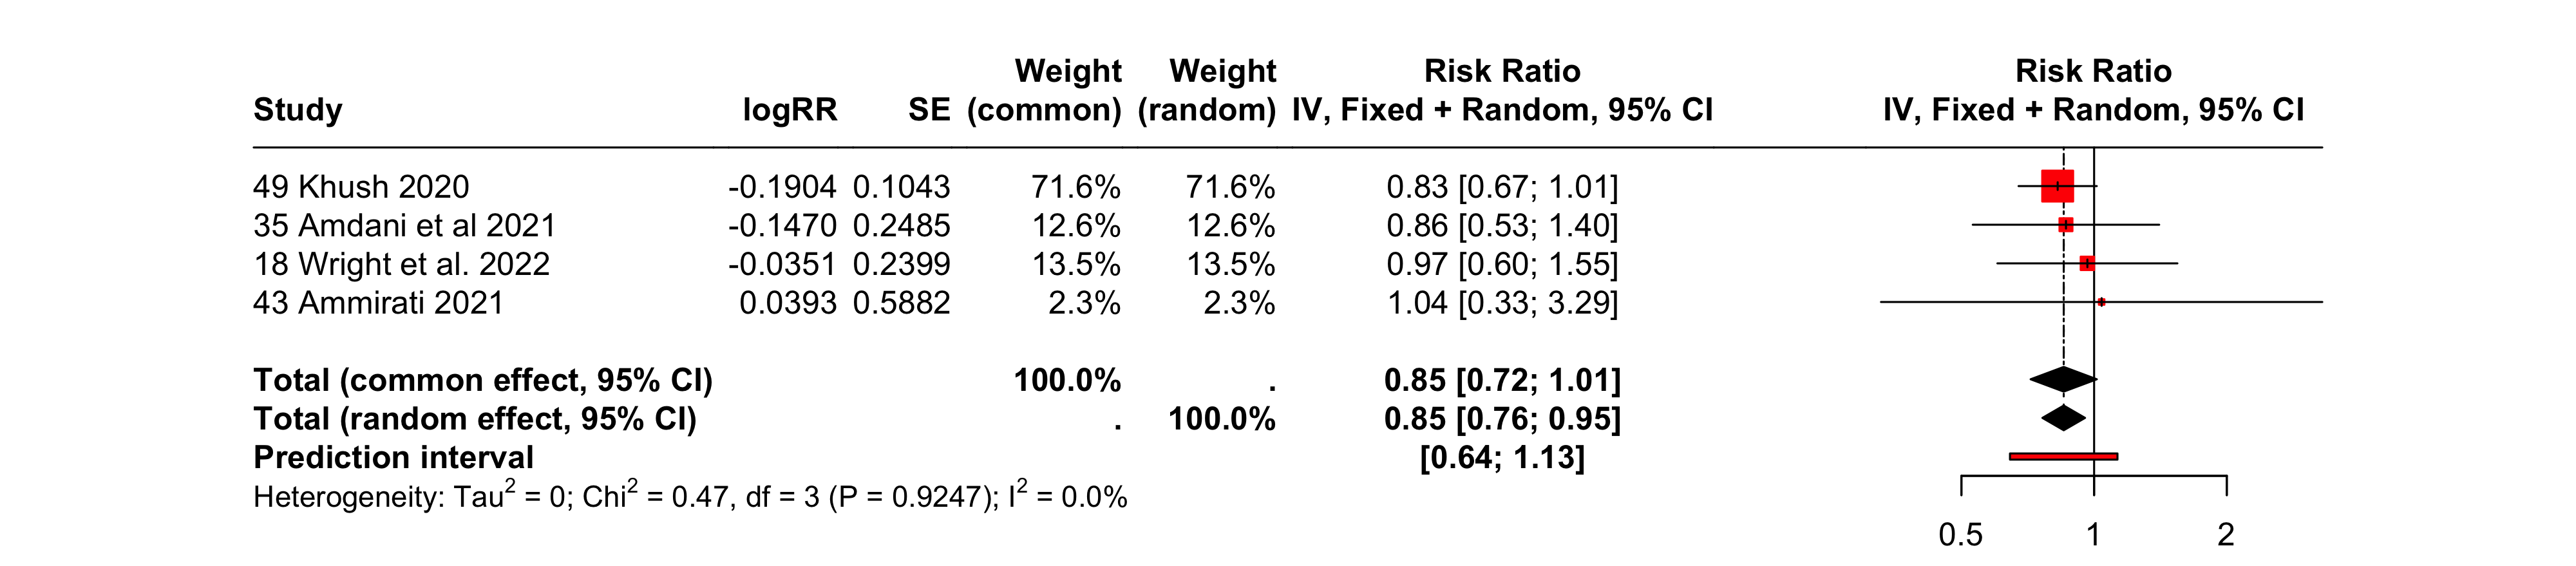 Weight Weight Risk Ratio Risk Ratio
Study logRR SE (common) (random) IV, Fixed + Random, 95% CI IV, Fixed + Random, 95% CI
49 Khush 2020 -0.1904 0.1043 71.6% 71.6% 0.83 [0.67; 1.01]
35 Amdani et al 2021 -0.1470 0.2485 12.6% 12.6% 0.86 [0.53; 1.40]
18 Wright et al. 2022 -0.0351 0.2399 13.5% 13.5% 0.97 [0.60; 1.55]
43 Ammirati 2021 0.0393 0.5882 2.3% 2.3% 1.04 [0.33; 3.29]
Total (common effect, 95% CI) 100.0% . 0.85 [0.72; 1.01]
Total (random effect, 95% CI) . 100.0% 0.85 [0.76; 0.95]
Prediction interval [0.64; 1.13]
Heterogeneity: Tau² = 0; Chi² = 0.47, df = 3 (P = 0.9247); I² = 0.0%
0.5 1 2